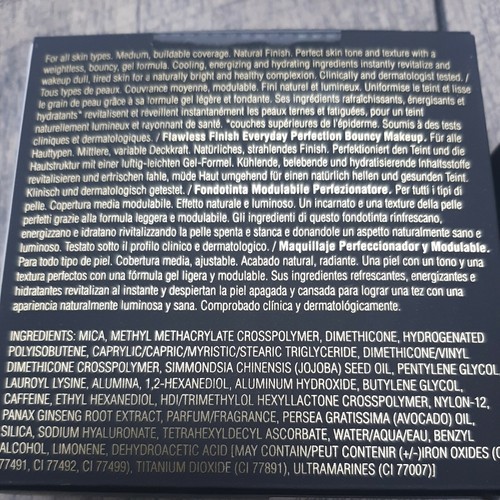 For all skin types. Medium, buildable coverage. Natural Finish. Perfect skin tone and texture with a
weightless, bouncy, gel formula. Cooling, energizing and hydrating ingredients instantly revitalize and
wakeup dull, tired skin for a naturally bright and healthy complexion. Clinically and dermatologist tested. /
Tous types de peaux. Couvrance moyenne, modulable. Fini naturel et lumineux. Uniformise le teint et lisse
le grain de peau grâce à sa formule gel légère et fondante. Ses ingrédients rafraîchissants, énergisants et
hydratants* revitalisent et réveillent instantanément les peaux ternes et fatiguées, pour un teint
naturellement lumineux et rayonnant de santé. *couches supérieures de l'épiderme. Soumis à des tests
cliniques et dermatologiques. / Flawless Finish Everyday Perfection Bouncy Makeup. Für alle
Hauttypen. Mittlere, variable Deckkraft. Natürliches, strahlendes Finish. Perfektioniert den Teint und die
Hautstruktur mit einer luftig-leichten Gel-Formel. Kühlende, belebende und hydratisierende Inhaltsstoffe
revitalisieren und erfrischen fahle, müde Haut umgehend für einen natürlich hellen und gesunden Teint.
Klinisch und dermatologisch getestet. / Fondotinta Modulabile Perfezionatore. Per tutti i tipi di
pelle. Copertura media modulabile. Effetto naturale e luminoso. Un incarnato e una texture della pelle
perfetti grazie alla formula leggera e modulabile. Gli ingredienti di questo fondotinta rinfrescano,
energizzano e idratano rivitalizzando la pelle spenta e stanca e donandole un aspetto naturalmente sano e
luminoso. Testato sotto il profilo clinico e dermatologico. / Maquillaje Perfeccionador y Modulable.
Para todo tipo de piel. Cobertura media, ajustable. Acabado natural, radiante. Una piel con un tono y una
textura perfectos con una fórmula gel ligera y modulable. Sus ingredientes refrescantes, energizantes e
hidratantes revitalizan al instante y despiertan la piel apagada y cansada para lograr una tez con una
apariencia naturalmente luminosa y sana. Comprobado clínica y dermatológicamente.
INGREDIENTS: MICA, METHYL METHACRYLATE CROSSPOLYMER, DIMETHICONE, HYDROGENATED
POLYISOBUTENE, CAPRYLIC/CAPRIC/MYRISTIC/STEARIC TRIGLYCERIDE, DIMETHICONE/VINYL
DIMETHICONE CROSSPOLYMER, SIMMONDSIA CHINENSIS (JOJOBA) SEED OIL, PENTYLENE GLYCOL,
LAUROYL LYSINE, ALUMINA, 1,2-HEXANEDIOL, ALUMINUM HYDROXIDE, BUTYLENE GLYCOL,
CAFFEINE, ETHYL HEXANEDIOL, HDI/TRIMETHYLOL HEXYLLACTONE CROSSPOLYMER, NYLON-12,
PANAX GINSENG ROOT EXTRACT, PARFUM/FRAGRANCE, PERSEA GRATISSIMA (AVOCADO) OIL,
SILICA, SODIUM HYALURONATE, TETRAHEXYLDECYL ASCORBATE, WATER/AQUA/EAU, BENZYL
ALCOHOL, LIMONENE, DEHYDROACETIC ACID [MAY CONTAIN/PEUT CONTENIR (+/-)IRON OXIDES (C
77491, CI 77492, CI 77499), TITANIUM DIOXIDE (CI 77891), ULTRAMARINES (CI 77007)]